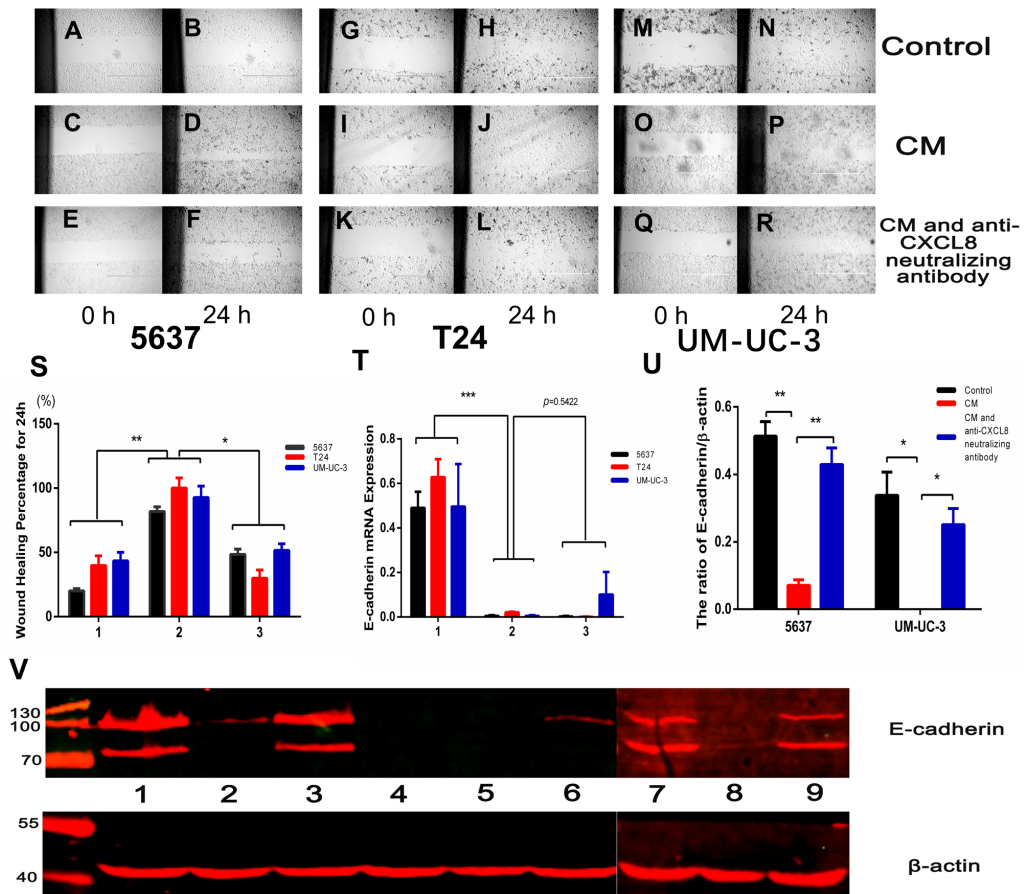 A B G H M N
Control
C D I J O P
CM
E F K L Q R
CM and anti-
CXCL8
neutralizing
antibody
0 h 24 h 0 h 24 h 0 h 24 h
5637 T24 UM-UC-3
S
(%)
Wound Healing Percentage for 24h
150
100
50
0
** *
5637
T24
UM-UC-3
1 2 3
T
E-cadherin mRNA Expression
0.8
0.6
0.4
0.2
0.0
*** p=0.5422
5637
T24
UM-UC-3
1 2 3
U
The ratio of E-cadherin/β-actin
0.6
0.4
0.2
0.0
** ** * *
Control
CM
CM and
anti-CXCL8
neutralizing
antibody
5637 UM-UC-3
V
130
100
70
E-cadherin
1 2 3 4 5 6 7 8 9
55
40
β-actin